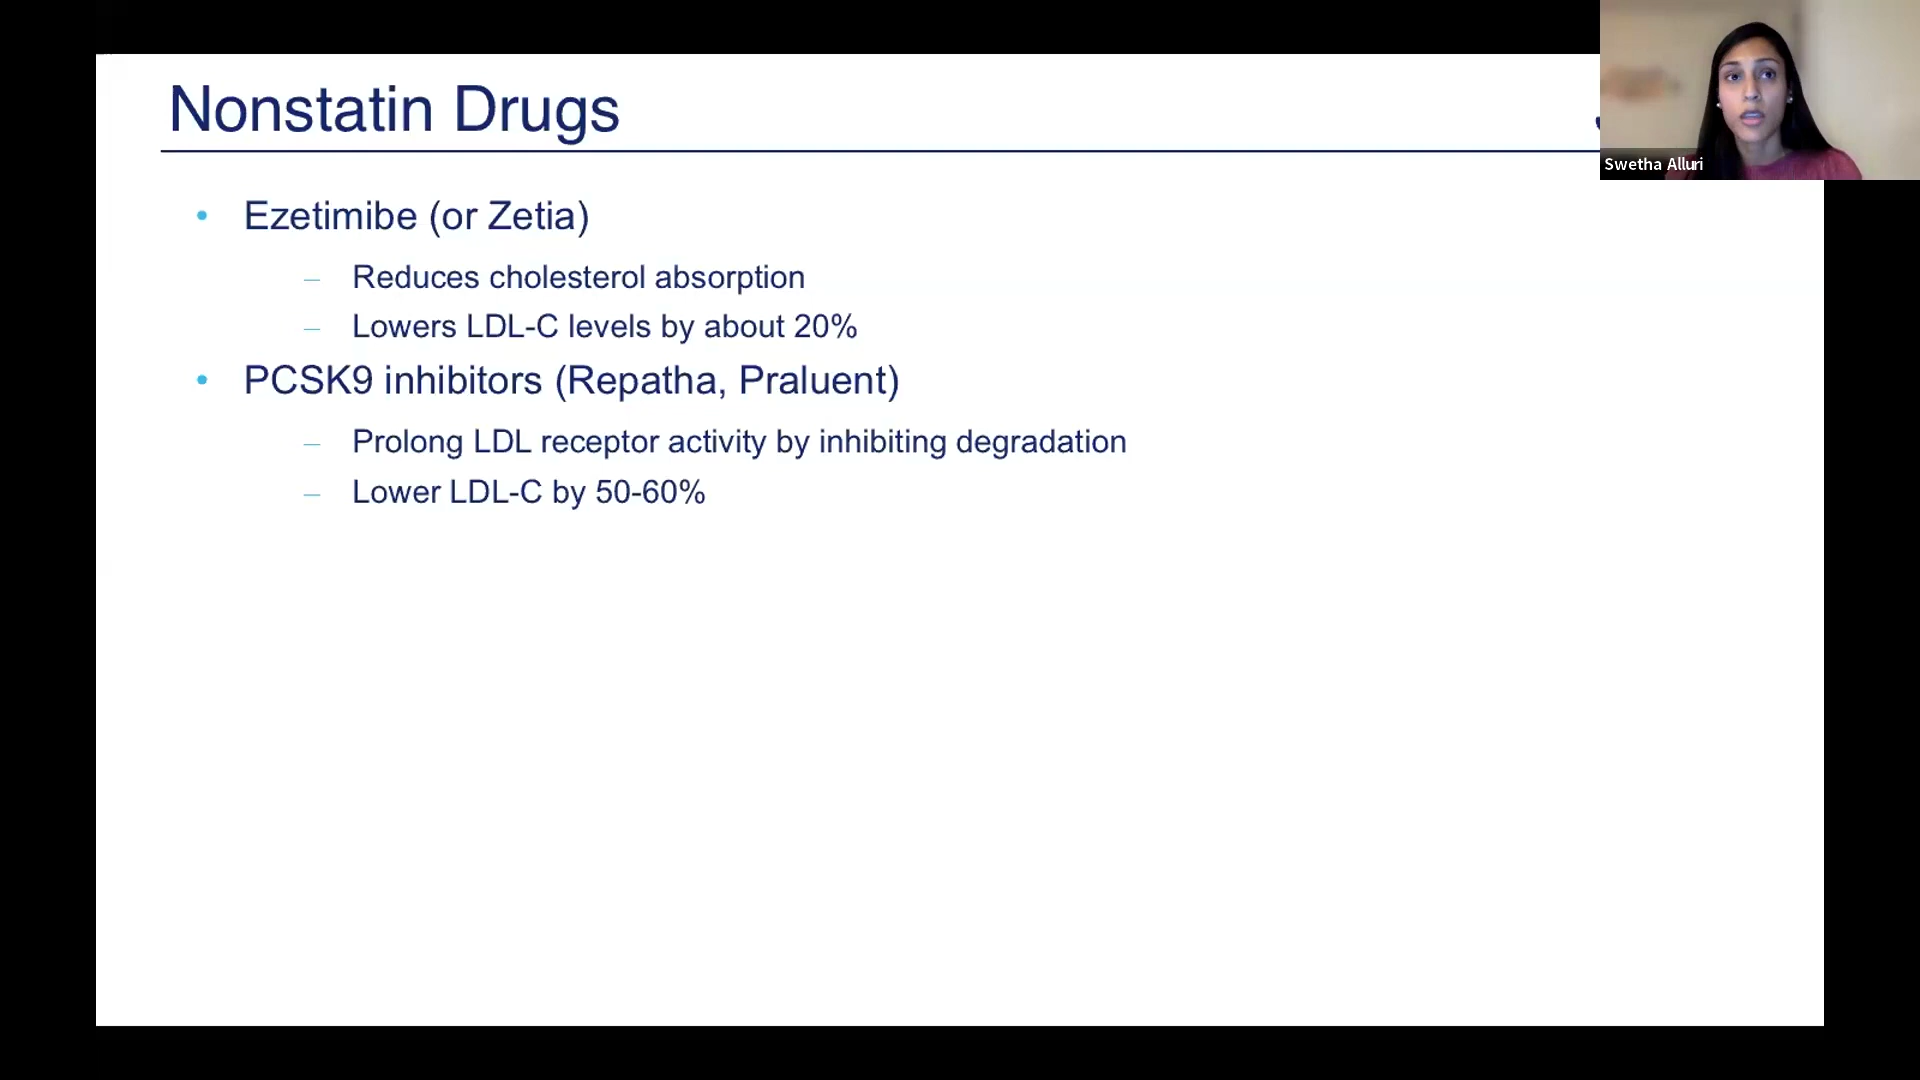 Nonstatin Drugs
Swetha Alluri
• Ezetimibe (or Zetia)
– Reduces cholesterol absorption
– Lowers LDL-C levels by about 20%
• PCSK9 inhibitors (Repatha, Praluent)
– Prolong LDL receptor activity by inhibiting degradation
– Lower LDL-C by 50-60%